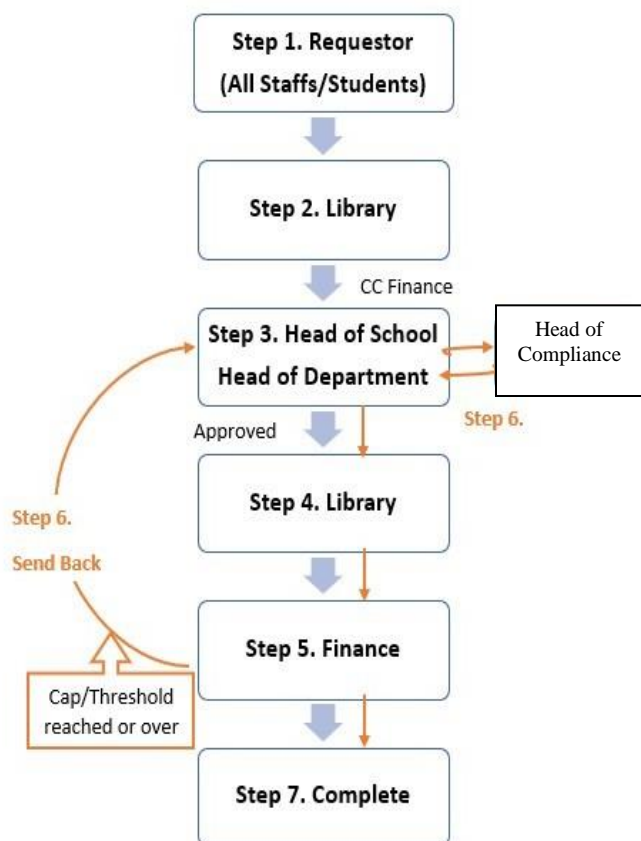 Step 1. Requestor
(All Staffs/Students)
Step 2. Library
CC Finance
Step 3. Head of School
Head of Department
Head of
Compliance
Step 6.
Approved
Step 4. Library
Step 6.
Send Back
Step 5. Finance
Cap/Threshold
reached or over
Step 7. Complete